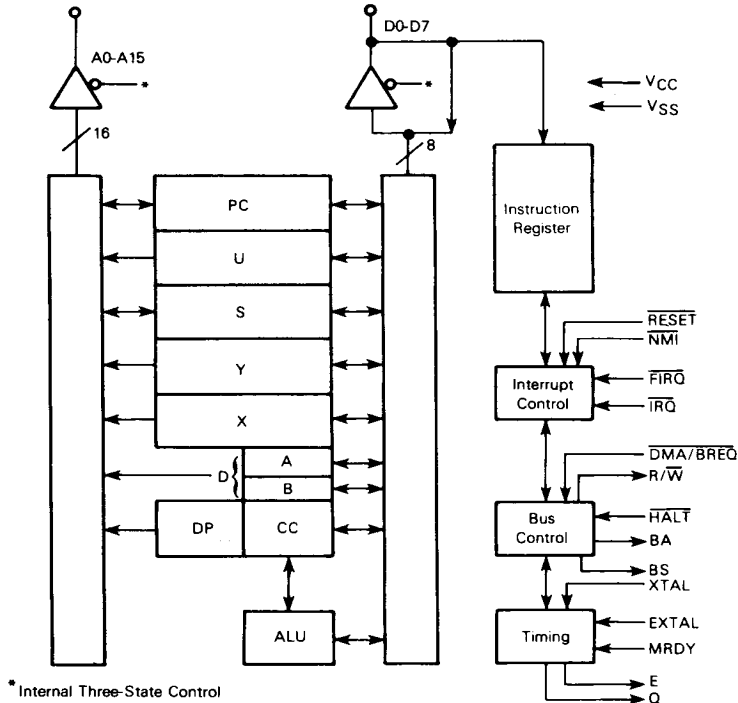 A0-A15
D0-D7
*
*
16
8
VCC
VSS
PC
U
S
Y
X
D{
A
B
DP
CC
ALU
Instruction
Register
RESET
NMI
Interrupt
Control
FIRQ
IRQ
DMA/BREQ
R/W
Bus
Control
HALT
BA
BS
XTAL
Timing
EXTAL
MRDY
E
Q
*Internal Three-State Control